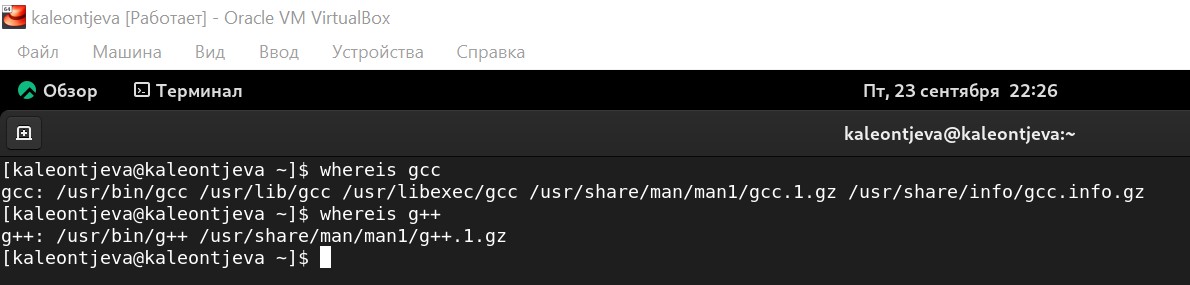 64
kaleontjeva [Работает] - Oracle VM VirtualBox
Файл Машина Вид Ввод Устройства Справка
Обзор Терминал Пт, 23 сентября 22:26
kaleontjeva@kaleontjeva:~
[kaleontjeva@kaleontjeva ~]$ whereis gcc
gcc: /usr/bin/gcc /usr/lib/gcc /usr/libexec/gcc /usr/share/man/man1/gcc.1.gz /usr/share/info/gcc.info.gz
[kaleontjeva@kaleontjeva ~]$ whereis g++
g++: /usr/bin/g++ /usr/share/man/man1/g++.1.gz
[kaleontjeva@kaleontjeva ~]$